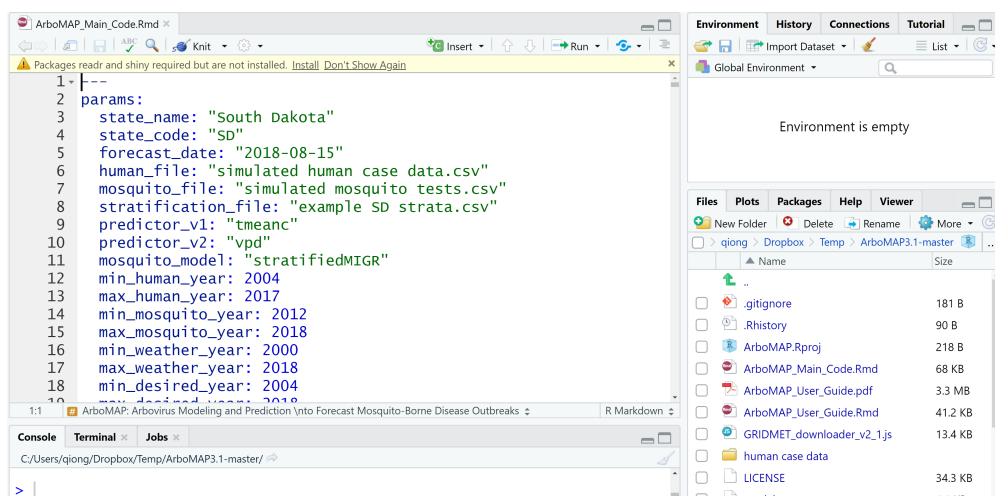 ArboMAP_Main_Code.Rmd ×
ABC Knit Insert Run
Packages readr and shiny required but are not installed. Install Don't Show Again ×
1 ---
2 params:
3 state_name: "South Dakota"
4 state_code: "SD"
5 forecast_date: "2018-08-15"
6 human_file: "simulated human case data.csv"
7 mosquito_file: "simulated mosquito tests.csv"
8 stratification_file: "example SD strata.csv"
9 predictor_v1: "tmeanc"
10 predictor_v2: "vpd"
11 mosquito_model: "stratifiedMIGR"
12 min_human_year: 2004
13 max_human_year: 2017
14 min_mosquito_year: 2012
15 max_mosquito_year: 2018
16 min_weather_year: 2000
17 max_weather_year: 2018
18 min_desired_year: 2004
19 max_desired_year: 2018
1:1 # ArboMAP: Arbovirus Modeling and Prediction \nto Forecast Mosquito-Borne Disease Outbreaks R Markdown
Console Terminal × Jobs ×
C:/Users/qiong/Dropbox/Temp/ArboMAP3.1-master/
>
Environment History Connections Tutorial
Import Dataset List
Global Environment
Environment is empty
Files Plots Packages Help Viewer
New Folder Delete Rename More
qiong > Dropbox > Temp > ArboMAP3.1-master ...
Name Size
..
.gitignore 181 B
.Rhistory 90 B
ArboMAP.Rproj 218 B
ArboMAP_Main_Code.Rmd 68 KB
ArboMAP_User_Guide.pdf 3.3 MB
ArboMAP_User_Guide.Rmd 41.2 KB
GRIDMET_downloader_v2_1.js 13.4 KB
human case data
LICENSE 34.3 KB